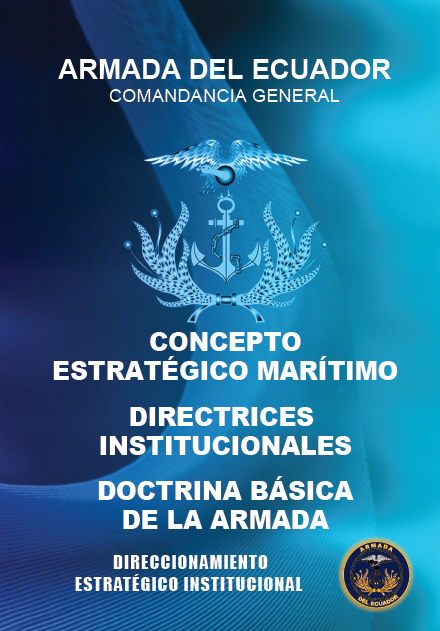 ARMADA DEL ECUADOR
COMANDANCIA GENERAL
CONCEPTO
ESTRATÉGICO MARÍTIMO
DIRECTRICES
INSTITUCIONALES
DOCTRINA BÁSICA
DE LA ARMADA
DIRECCIONAMIENTO
ESTRATÉGICO INSTITUCIONAL
ARMADA
DEL ECUADOR